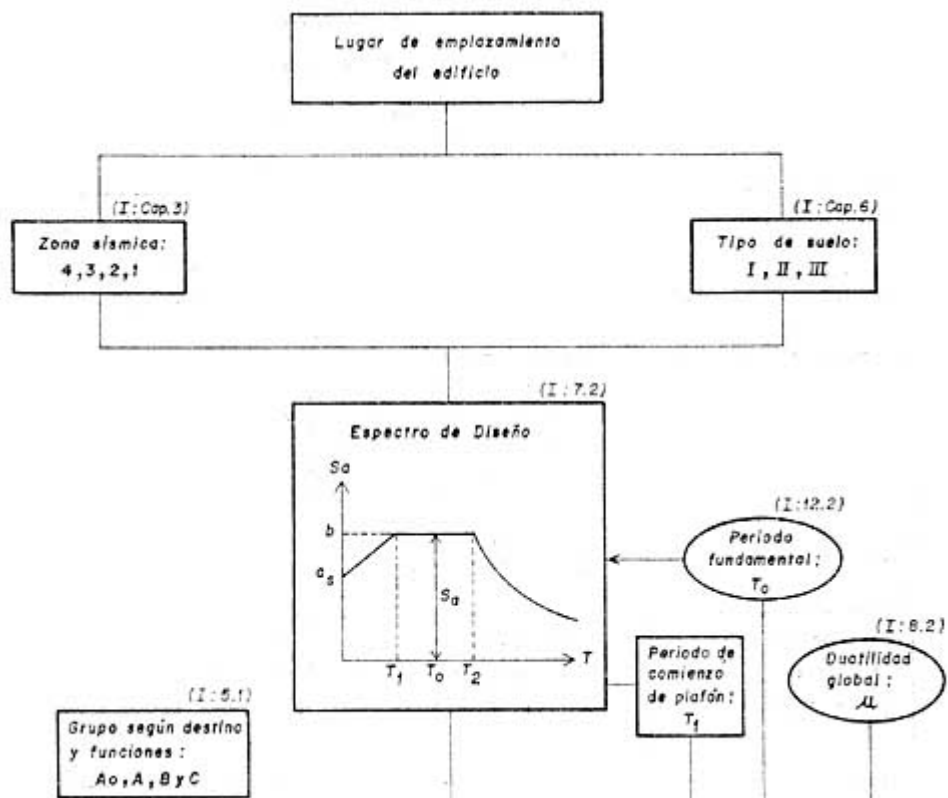 Lugar de emplazamiento
del edificio
(I:Cap.3)
Zona sísmica:
4,3,2,1
(I:Cap.6)
Tipo de suelo:
I, II, III
(I:7.2)
Espectro de Diseño
Sa
b
as
Sa
T1
To
T2
T
(I:12.2)
Periodo
fundamental:
To
(I:8.2)
Ductilidad
global:
μ
Periodo de
comienzo
de plafón:
T1
(I:5.1)
Grupo según destino
y funciones:
Ao, A, B y C